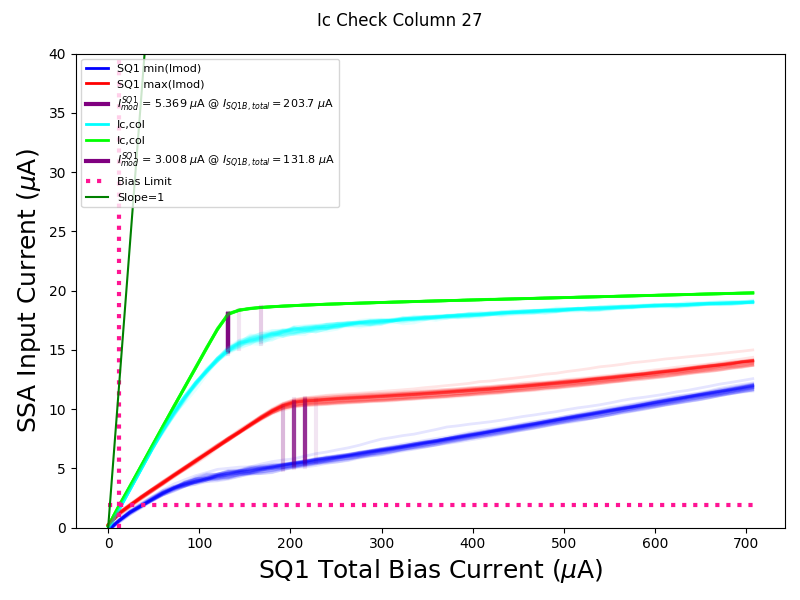 Ic Check Column 27
SSA Input Current (μA)
40
35
30
25
20
15
10
5
0
SQ1 min(Imod)
SQ1 max(Imod)
I_{mod}^{SQ1} = 5.369 μA @ I_{SQ1B, total} = 203.7 μA
Ic,col
Ic,col
I_{mod}^{SQ1} = 3.008 μA @ I_{SQ1B, total} = 131.8 μA
Bias Limit
Slope=1
0 100 200 300 400 500 600 700
SQ1 Total Bias Current (μA)